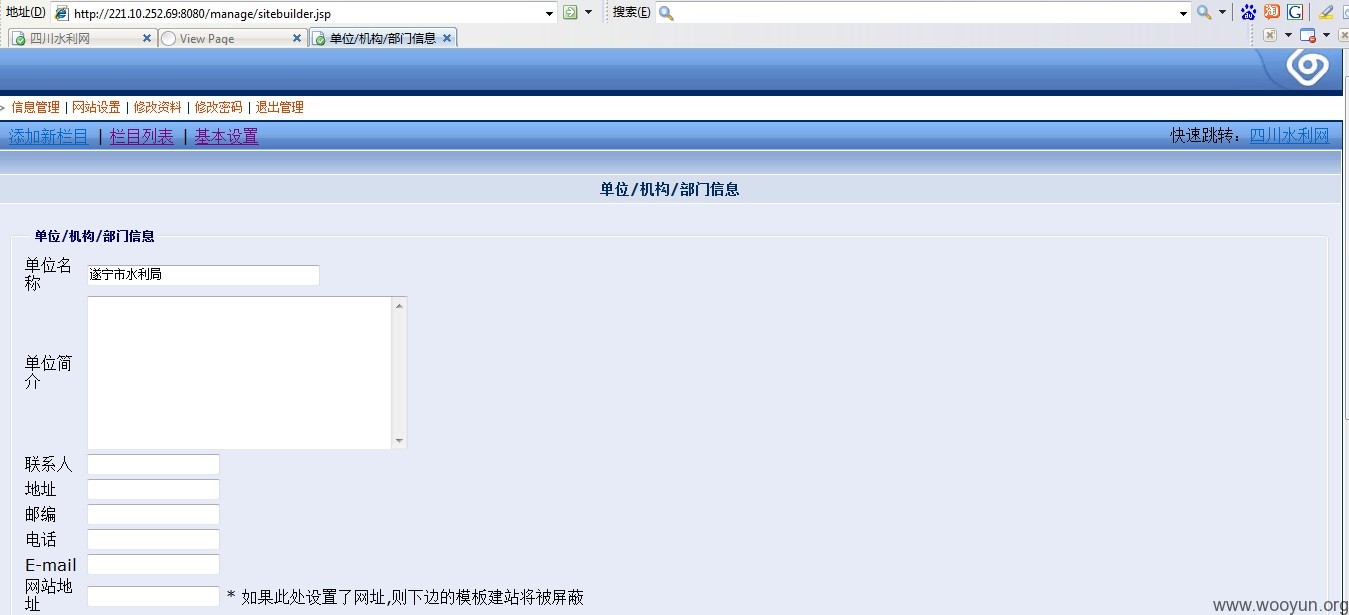 地址(D) http://221.10.252.69:8080/manage/sitebuilder.jsp 搜索(E)
四川水利网 View Page 单位/机构/部门信息
> 信息管理 | 网站设置 | 修改资料 | 修改密码 | 退出管理
添加新栏目 | 栏目列表 | 基本设置 快速跳转: 四川水利网
单位/机构/部门信息
单位/机构/部门信息
单位名
称
遂宁市水利局
单位简
介
联系人
地址
邮编
电话
E-mail
网站地
址
* 如果此处设置了网址,则下边的模板建站将被屏蔽
www.wooyun.org